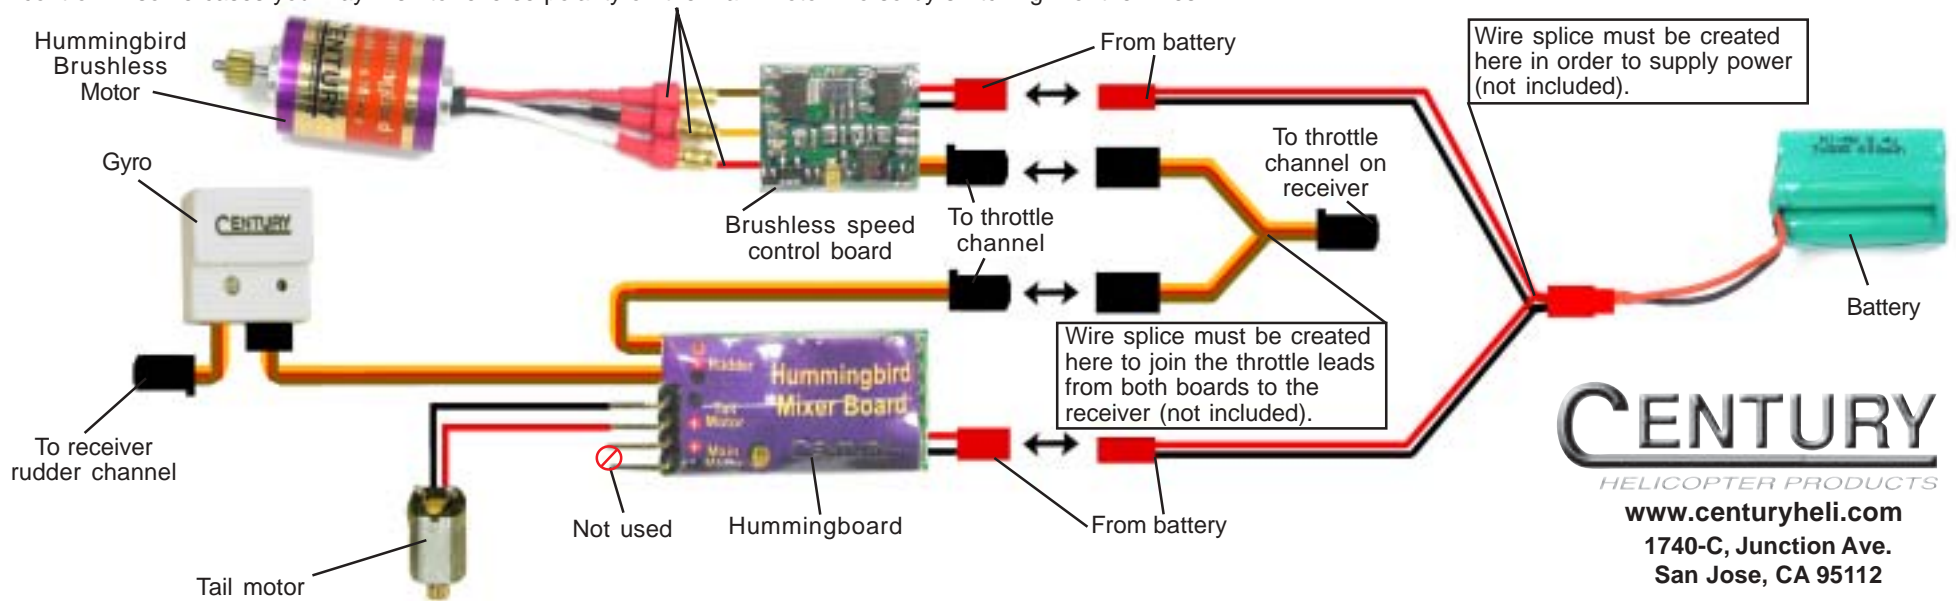 Hummingbird
Brushless
Motor
From battery
Wire splice must be created
here in order to supply power
(not included).
To throttle
channel on
receiver
Gyro
CENTURY
CENTURY
Brushless speed
control board
To throttle
channel
Battery
Wire splice must be created
here to join the throttle leads
from both boards to the
receiver (not included).
Rudder
Hummingbird
Mixer Board
Tail
Motor
Main
To receiver
rudder channel
Not used
Hummingboard
From battery
Tail motor
CENTURY
HELICOPTER PRODUCTS
www.centuryheli.com
1740-C, Junction Ave.
San Jose, CA 95112